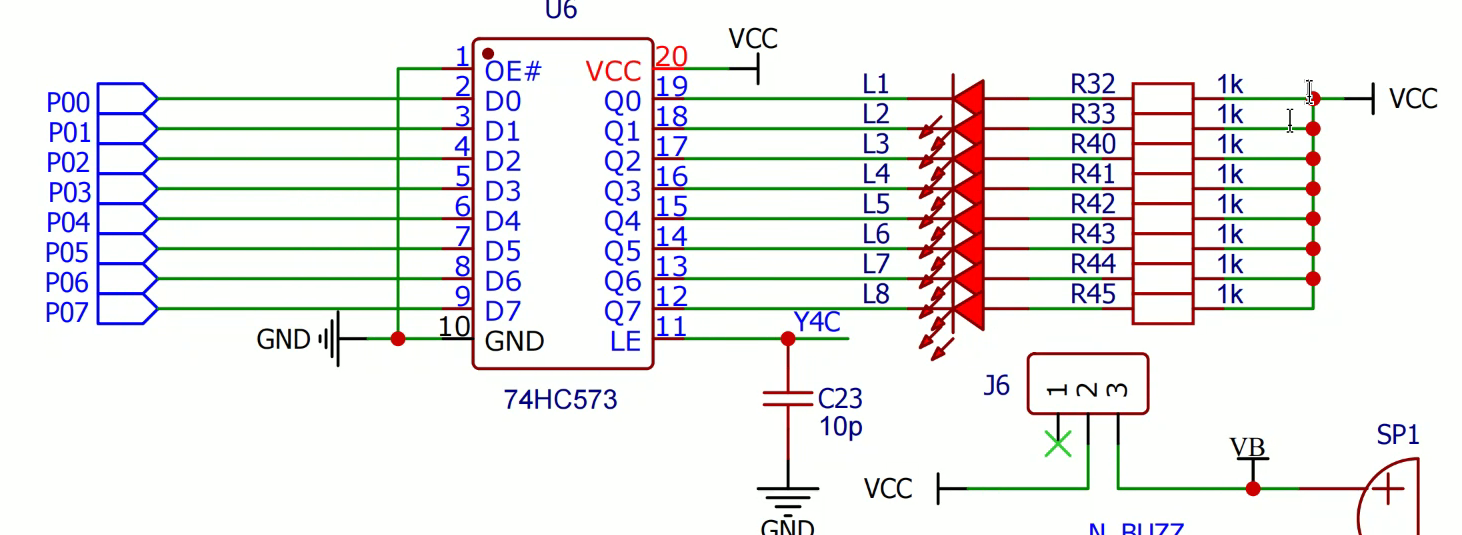 U6
VCC
1 OE# VCC 20
P00 2 D0 Q0 19 L1 R32 1k VCC
P01 3 D1 Q1 18 L2 R33 1k
P02 4 D2 Q2 17 L3 R40 1k
P03 5 D3 Q3 16 L4 R41 1k
P04 6 D4 Q4 15 L5 R42 1k
P05 7 D5 Q5 14 L6 R43 1k
P06 8 D6 Q6 13 L7 R44 1k
P07 9 D7 Q7 12 L8 R45 1k
GND 10 GND LE 11 Y4C
74HC573
C23
10p
GND
J6 1 2 3
VCC
VB
SP1
N BUZZ